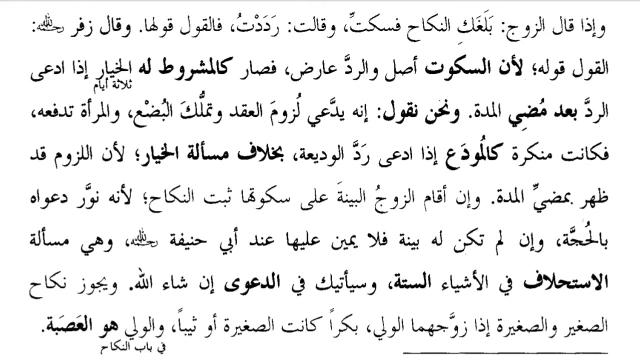 وإذا قال الزوج: بَلَغَكِ النكاح فسكتِّ، وقالت: رَدَدْتُ، فالقول قولها. وقال زفر رحمه الله:
القول قوله؛ لأن السكوت أصل والردَّ عارض، فصار كالمشروط له الخيار إذا ادعى
ثلاثة أيام
الردَّ بعد مُضِي المدة. ونحن نقول: إنه يدَّعي لُزومَ العقد وتملُّكَ البُضْع، والمرأة تدفعه،
فكانت منكرة كالمُودَع إذا ادعى رَدَّ الوديعة، بخلاف مسألة الخيار؛ لأن اللزوم قد
ظهر بمضيِّ المدة. وإن أقام الزوجُ البينةَ على سكوتها ثبت النكاح؛ لأنه نوَّر دعواه
بالحُجَّة، وإن لم تكن له بينة فلا يمين عليها عند أبي حنيفة رحمه الله، وهي مسألة
الاستحلاف في الأشياء الستة، وسيأتيك في الدعوى إن شاء الله. ويجوز نكاح
الصغير والصغيرة إذا زوَّجهما الولي، بكراً كانت الصغيرة أو ثيباً، والولي هو العَصَبة.
في باب النكاح